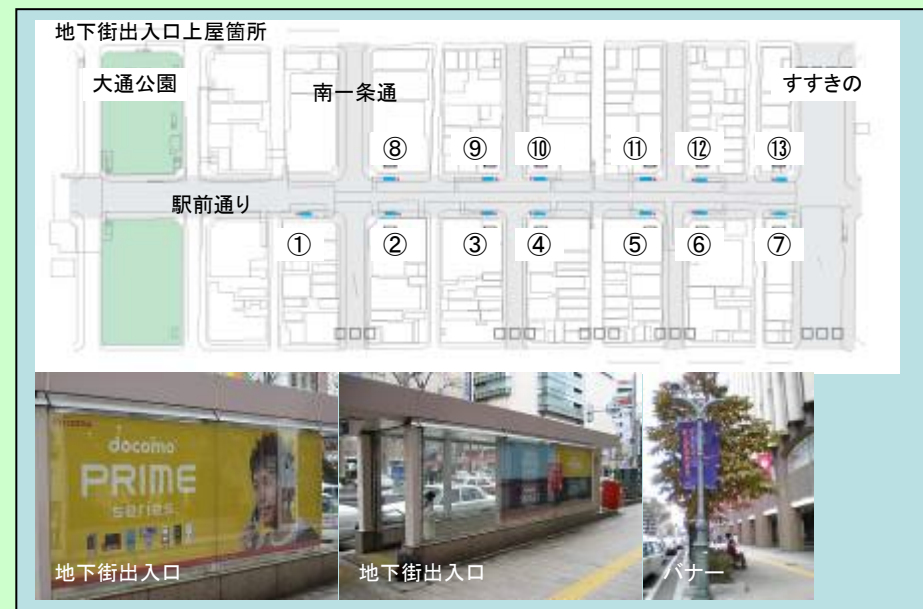 地下街出入口上屋箇所
大通公園
南一条通
すすきの
⑧ ⑨ ⑩ ⑪ ⑫ ⑬
駅前通り
① ② ③ ④ ⑤ ⑥ ⑦
docomo
PRIME
series
地下街出入口
地下街出入口
バナー